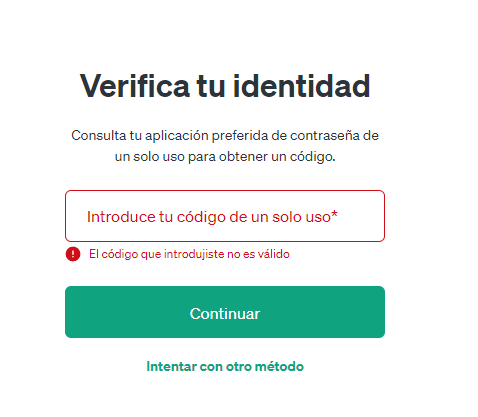 Verifica tu identidad
Consulta tu aplicación preferida de contraseña de
un solo uso para obtener un código.
Introduce tu código de un solo uso*
El código que introdujiste no es válido
Continuar
Intentar con otro método